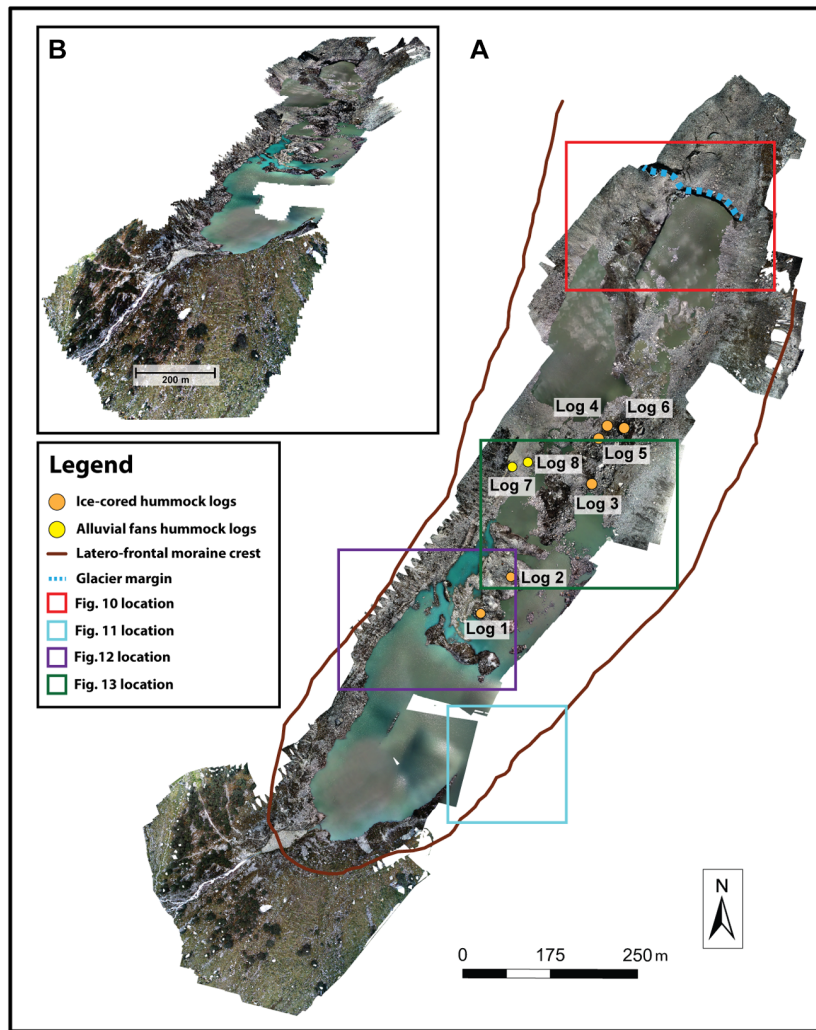 B
A
200 m
Legend
Ice-cored hummock logs
Alluvial fans hummock logs
Latero-frontal moraine crest
Glacier margin
Fig. 10 location
Fig. 11 location
Fig.12 location
Fig. 13 location
Log 4
Log 6
Log 5
Log 8
Log 7
Log 3
Log 2
Log 1
N
0 175 250 m